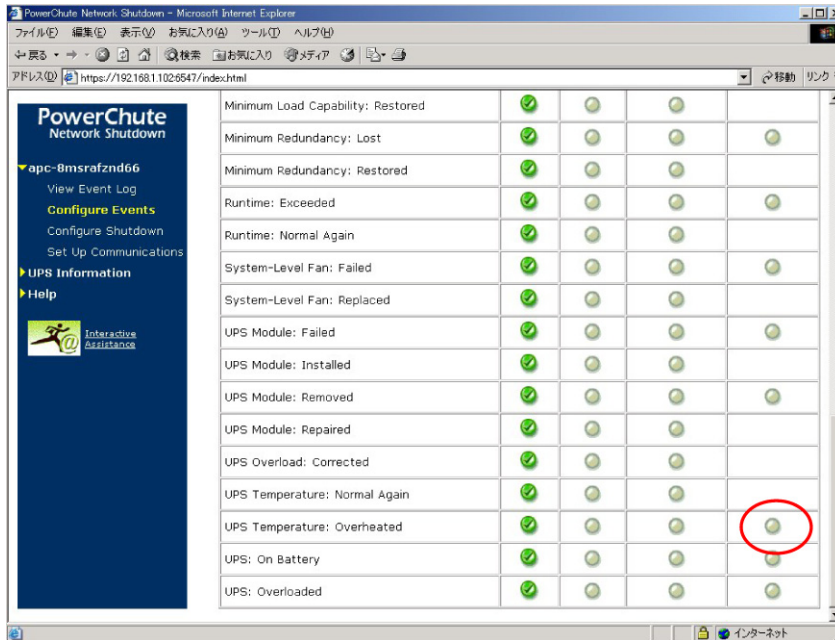 PowerChute Network Shutdown - Microsoft Internet Explorer
ファイル(F) 編集(E) 表示(V) お気に入り(A) ツール(T) ヘルプ(H)
戻る 検索 お気に入り メディア
アドレス(D) https://192.168.1.102:6547/index.html 移動 リンク
PowerChute
Network Shutdown
apc-8msrafznd66
View Event Log
Configure Events
Configure Shutdown
Set Up Communications
UPS Information
Help
Interactive
Assistance
Minimum Load Capability: Restored
Minimum Redundancy: Lost
Minimum Redundancy: Restored
Runtime: Exceeded
Runtime: Normal Again
System-Level Fan: Failed
System-Level Fan: Replaced
UPS Module: Failed
UPS Module: Installed
UPS Module: Removed
UPS Module: Repaired
UPS Overload: Corrected
UPS Temperature: Normal Again
UPS Temperature: Overheated
UPS: On Battery
UPS: Overloaded
インターネット